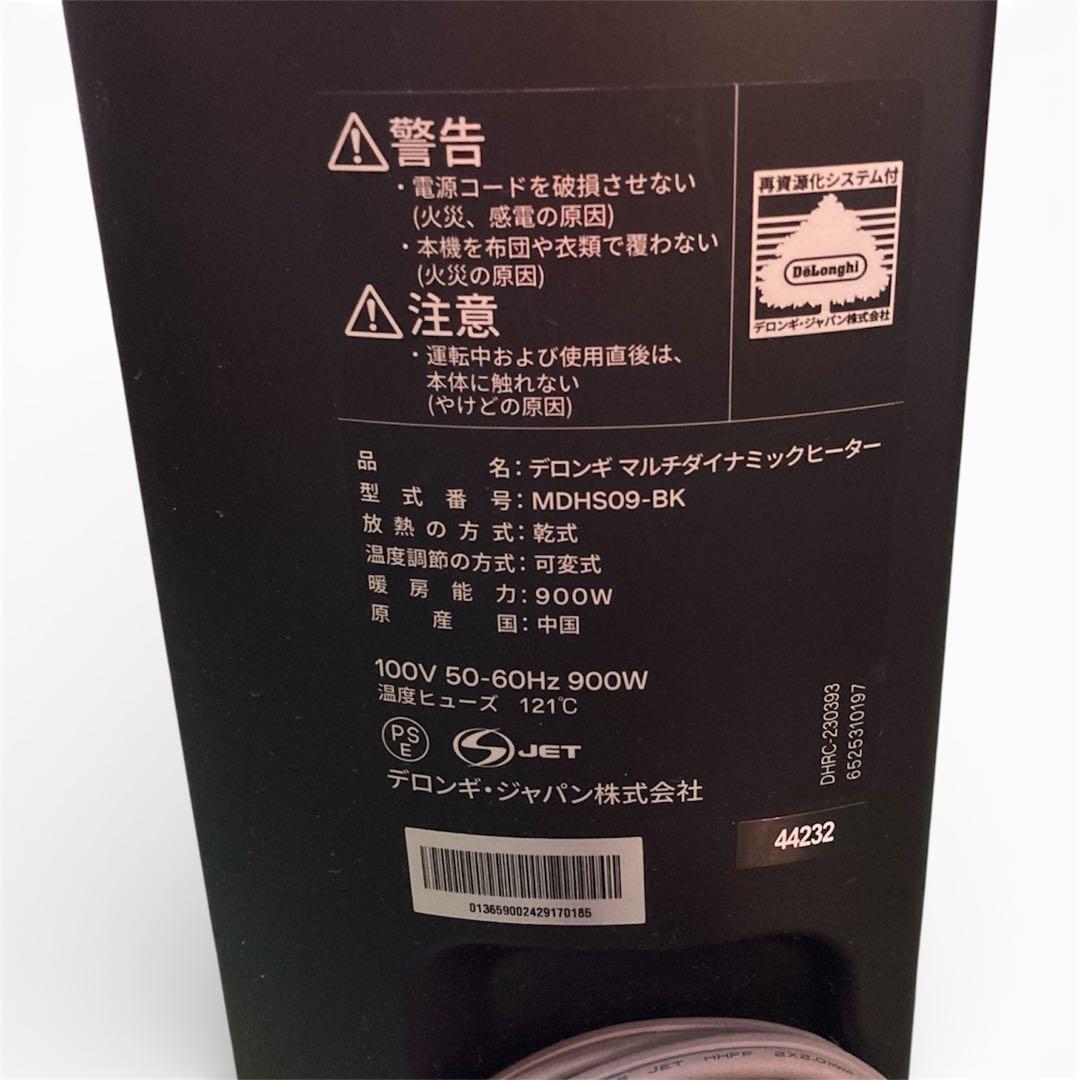 警告
・電源コードを破損させない
(火災、感電の原因)
・本機を布団や衣類で覆わない
(火災の原因)
注意
・運転中および使用直後は、
本体に触れない
(やけどの原因)
再資源化システム付
DeLonghi
デロンギ・ジャパン株式会社
品名:デロンギ マルチダイナミックヒーター
型式番号:MDHS09-BK
放熱の方式:乾式
温度調節の方式:可変式
暖房能力:900W
原産国:中国
100V 50-60Hz 900W
温度ヒューズ 121℃
PSE
JET
デロンギ・ジャパン株式会社
DHRC-230393
6525310197
44232
013659002429170185
JET HHFF 2X2.0mm²